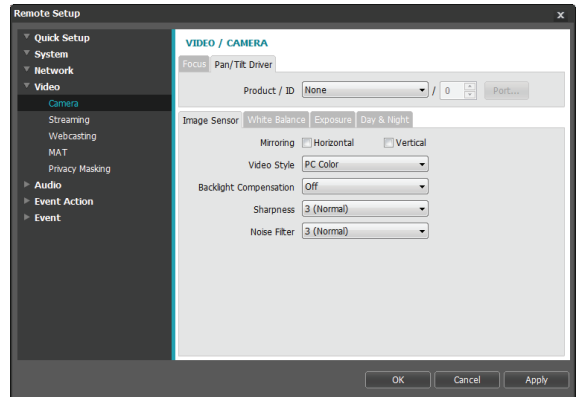 Remote Setup x
Quick Setup
System
Network
Video
Camera
Streaming
Webcasting
MAT
Privacy Masking
Audio
Event Action
Event
VIDEO / CAMERA
Focus Pan/Tilt Driver
Product / ID None / 0 Port...
Image Sensor White Balance Exposure Day & Night
Mirroring Horizontal Vertical
Video Style PC Color
Backlight Compensation Off
Sharpness 3 (Normal)
Noise Filter 3 (Normal)
OK Cancel Apply